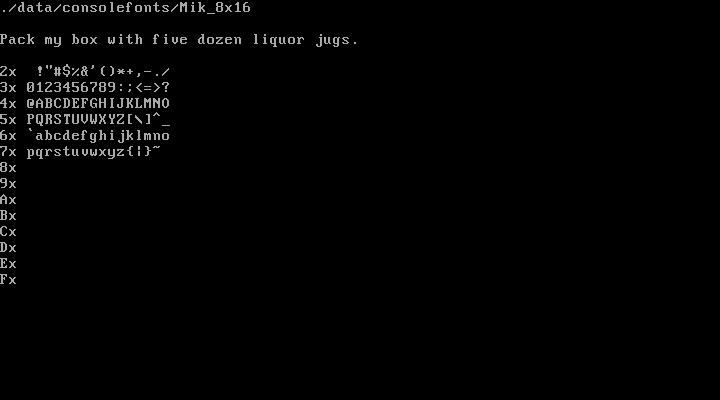 ./data/consolefonts/Mik_8x16
Pack my box with five dozen liquor jugs.
2x  !"#$%&'()*+,-./
3x 0123456789:;<=>?
4x @ABCDEFGHIJKLMNO
5x PQRSTUVWXYZ[\]^_
6x `abcdefghijklmno
7x pqrstuvwxyz{|}~
8x
9x
Ax
Bx
Cx
Dx
Ex
Fx